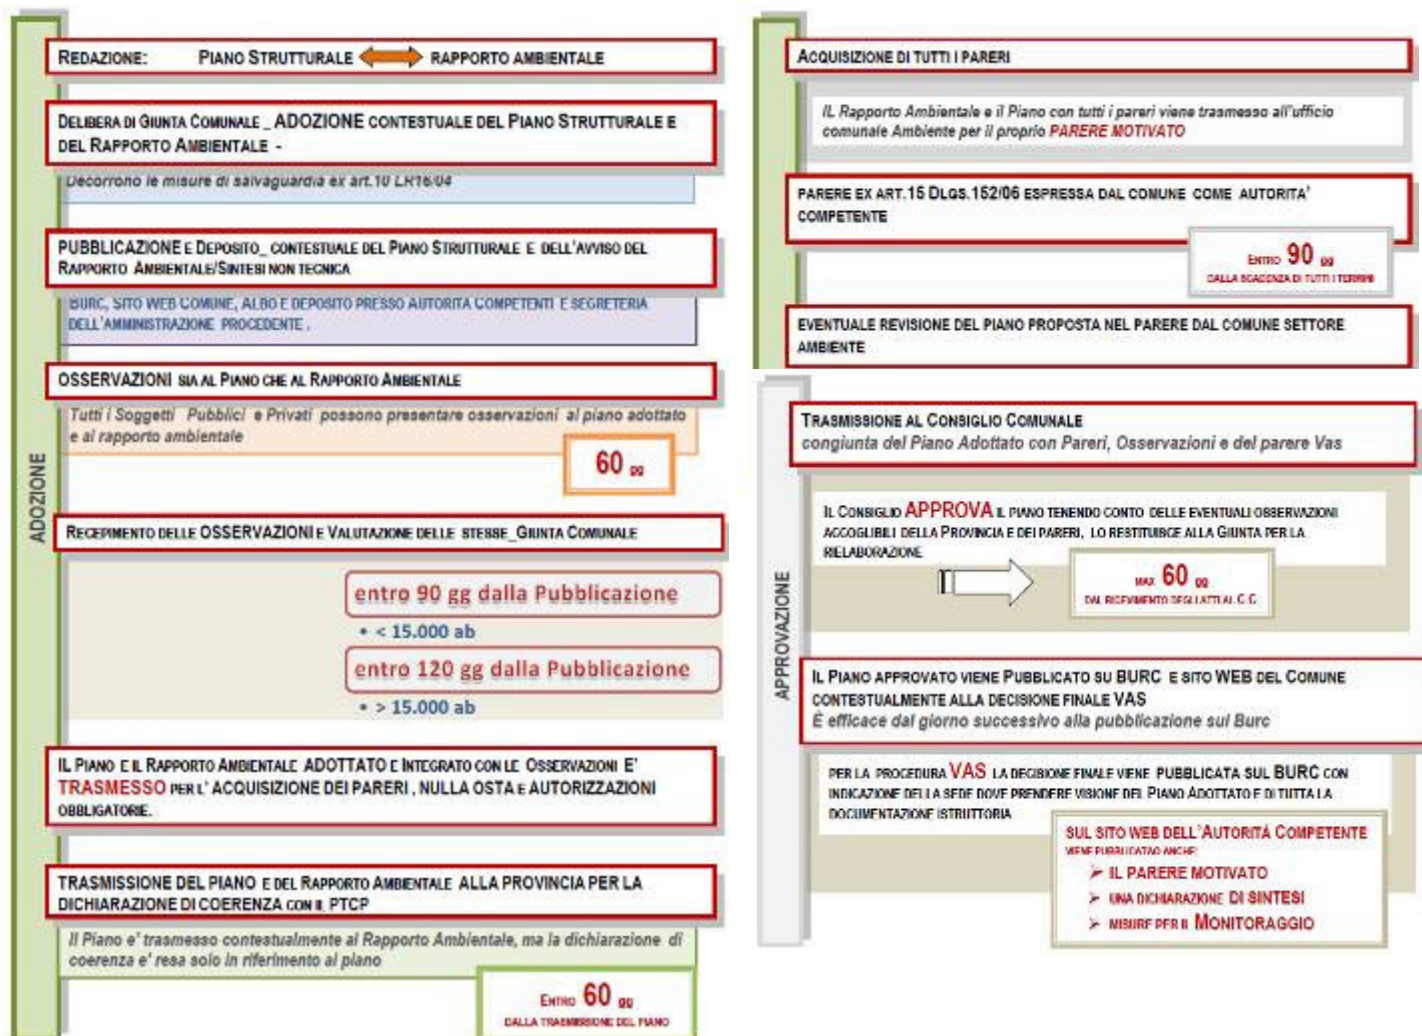 ADOZIONE
REDAZIONE: PIANO STRUTTURALE RAPPORTO AMBIENTALE
DELIBERA DI GIUNTA COMUNALE _ ADOZIONE CONTESTUALE DEL PIANO STRUTTURALE E
DEL RAPPORTO AMBIENTALE -
Decorrono le misure di salvaguardia ex art.10 LR16/04
PUBBLICAZIONE E DEPOSITO_ CONTESTUALE DEL PIANO STRUTTURALE E DELL'AVVISO DEL
RAPPORTO AMBIENTALE/SINTESI NON TECNICA
BURC, SITO WEB COMUNE, ALBO E DEPOSITO PRESSO AUTORITÀ COMPETENTI E SEGRETERIA
DELL'AMMINISTRAZIONE PROCEDENTE .
OSSERVAZIONI SIA AL PIANO CHE AL RAPPORTO AMBIENTALE
Tutti i Soggetti Pubblici e Privati possono presentare osservazioni al piano adottato
e al rapporto ambientale
60 gg
RECEPIMENTO DELLE OSSERVAZIONI E VALUTAZIONE DELLE STESSE_GIUNTA COMUNALE
entro 90 gg dalla Pubblicazione
• < 15.000 ab
entro 120 gg dalla Pubblicazione
• > 15.000 ab
IL PIANO E IL RAPPORTO AMBIENTALE ADOTTATO E INTEGRATO CON LE OSSERVAZIONI E'
TRASMESSO PER L' ACQUISIZIONE DEI PARERI , NULLA OSTA E AUTORIZZAZIONI
OBBLIGATORIE.
TRASMISSIONE DEL PIANO E DEL RAPPORTO AMBIENTALE ALLA PROVINCIA PER LA
DICHIARAZIONE DI COERENZA CON IL PTCP
Il Piano e' trasmesso contestualmente al Rapporto Ambientale, ma la dichiarazione di
coerenza e' resa solo in riferimento al piano
ENTRO 60 gg
DALLA TRASMISSIONE DEL PIANO
ACQUISIZIONE DI TUTTI I PARERI
IL Rapporto Ambientale e il Piano con tutti i pareri viene trasmesso all'ufficio
comunale Ambiente per il proprio PARERE MOTIVATO
PARERE EX ART.15 DLGS.152/06 ESPRESSA DAL COMUNE COME AUTORITA'
COMPETENTE
ENTRO 90 gg
DALLA SCADENZA DI TUTTI I TERMINI
EVENTUALE REVISIONE DEL PIANO PROPOSTA NEL PARERE DAL COMUNE SETTORE
AMBIENTE
APPROVAZIONE
TRASMISSIONE AL CONSIGLIO COMUNALE
congiunta del Piano Adottato con Pareri, Osservazioni e del parere Vas
IL CONSIGLIO APPROVA IL PIANO TENENDO CONTO DELLE EVENTUALI OSSERVAZIONI
ACCOGLIBILI DELLA PROVINCIA E DEI PARERI, LO RESTITUISCE ALLA GIUNTA PER LA
RIELABORAZIONE
MAX 60 gg
DAL RICEVIMENTO DEGLI ATTI AL C C
IL PIANO APPROVATO VIENE PUBBLICATO SU BURC E SITO WEB DEL COMUNE
CONTESTUALMENTE ALLA DECISIONE FINALE VAS
È efficace dal giorno successivo alla pubblicazione sul Burc
PER LA PROCEDURA VAS LA DECISIONE FINALE VIENE PUBBLICATA SUL BURC CON
INDICAZIONE DELLA SEDE DOVE PRENDERE VISIONE DEL PIANO ADOTTATO E DI TUTTA LA
DOCUMENTAZIONE ISTRUTTORIA
SUL SITO WEB DELL'AUTORITÀ COMPETENTE
VIENE PUBBLICATAO ANCHE:
➢ IL PARERE MOTIVATO
➢ UNA DICHIARAZIONE DI SINTESI
➢ MISURE PER IL MONITORAGGIO